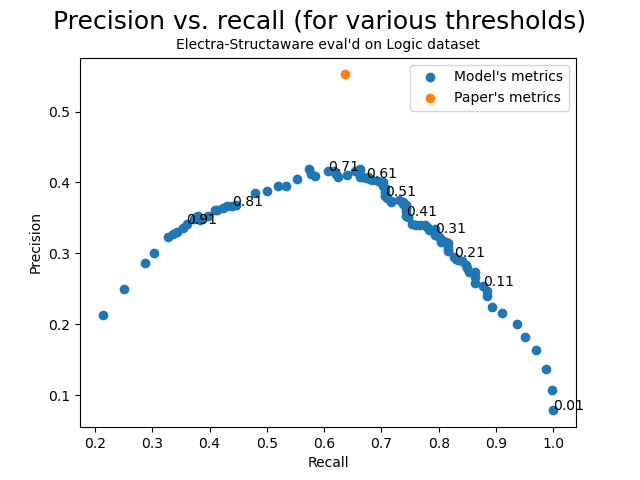 Precision vs. recall (for various thresholds)
Electra-Structaware eval'd on Logic dataset
Model's metrics
Paper's metrics
0.5
0.4
0.3
0.2
0.1
Precision
0.71
0.61
0.51
0.81
0.41
0.91
0.31
0.21
0.11
0.01
0.2 0.3 0.4 0.5 0.6 0.7 0.8 0.9 1.0
Recall